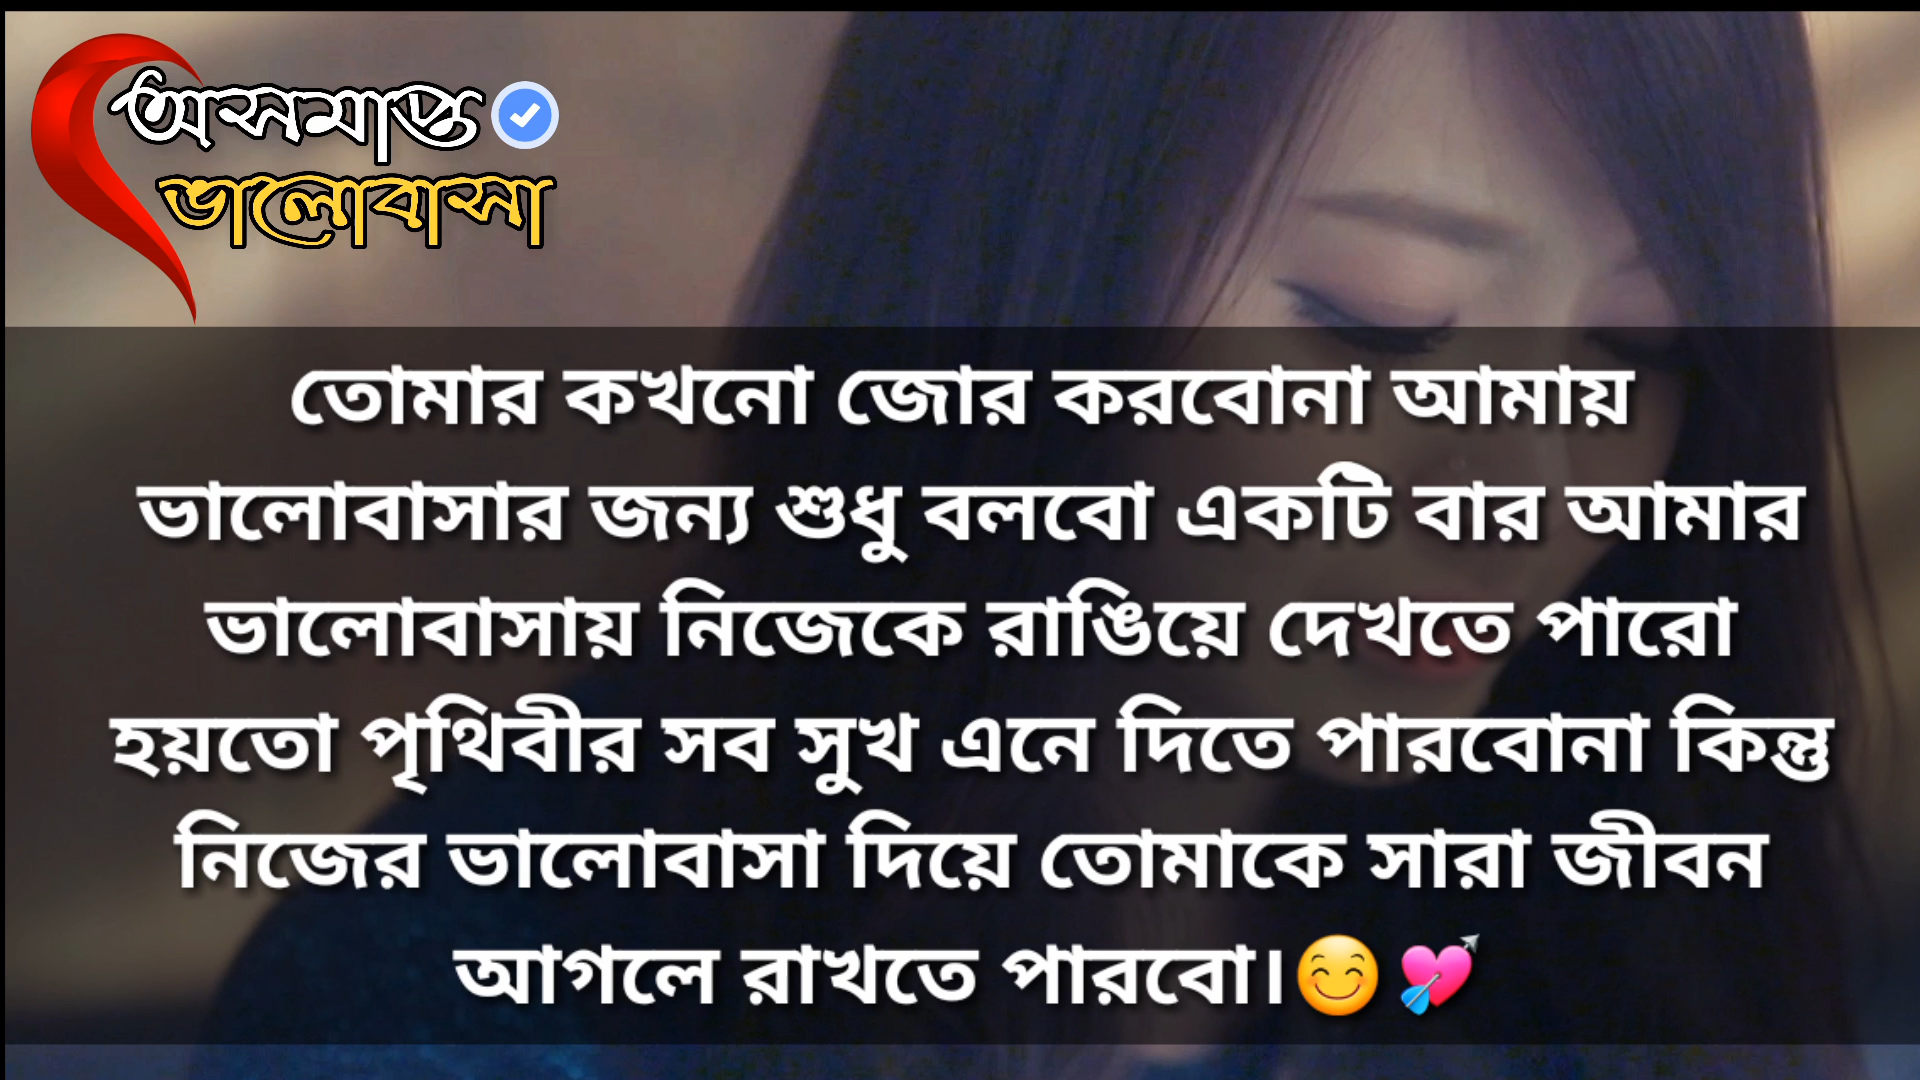 অসমাপ্ত
ভালোবাসা
তোমার কখনো জোর করবোনা আমায়
ভালোবাসার জন্য শুধু বলবো একটি বার আমার
ভালোবাসায় নিজেকে রাঙিয়ে দেখতে পারো
হয়তো পৃথিবীর সব সুখ এনে দিতে পারবোনা কিন্তু
নিজের ভালোবাসা দিয়ে তোমাকে সারা জীবন
আগলে রাখতে পারবো।😊 💘